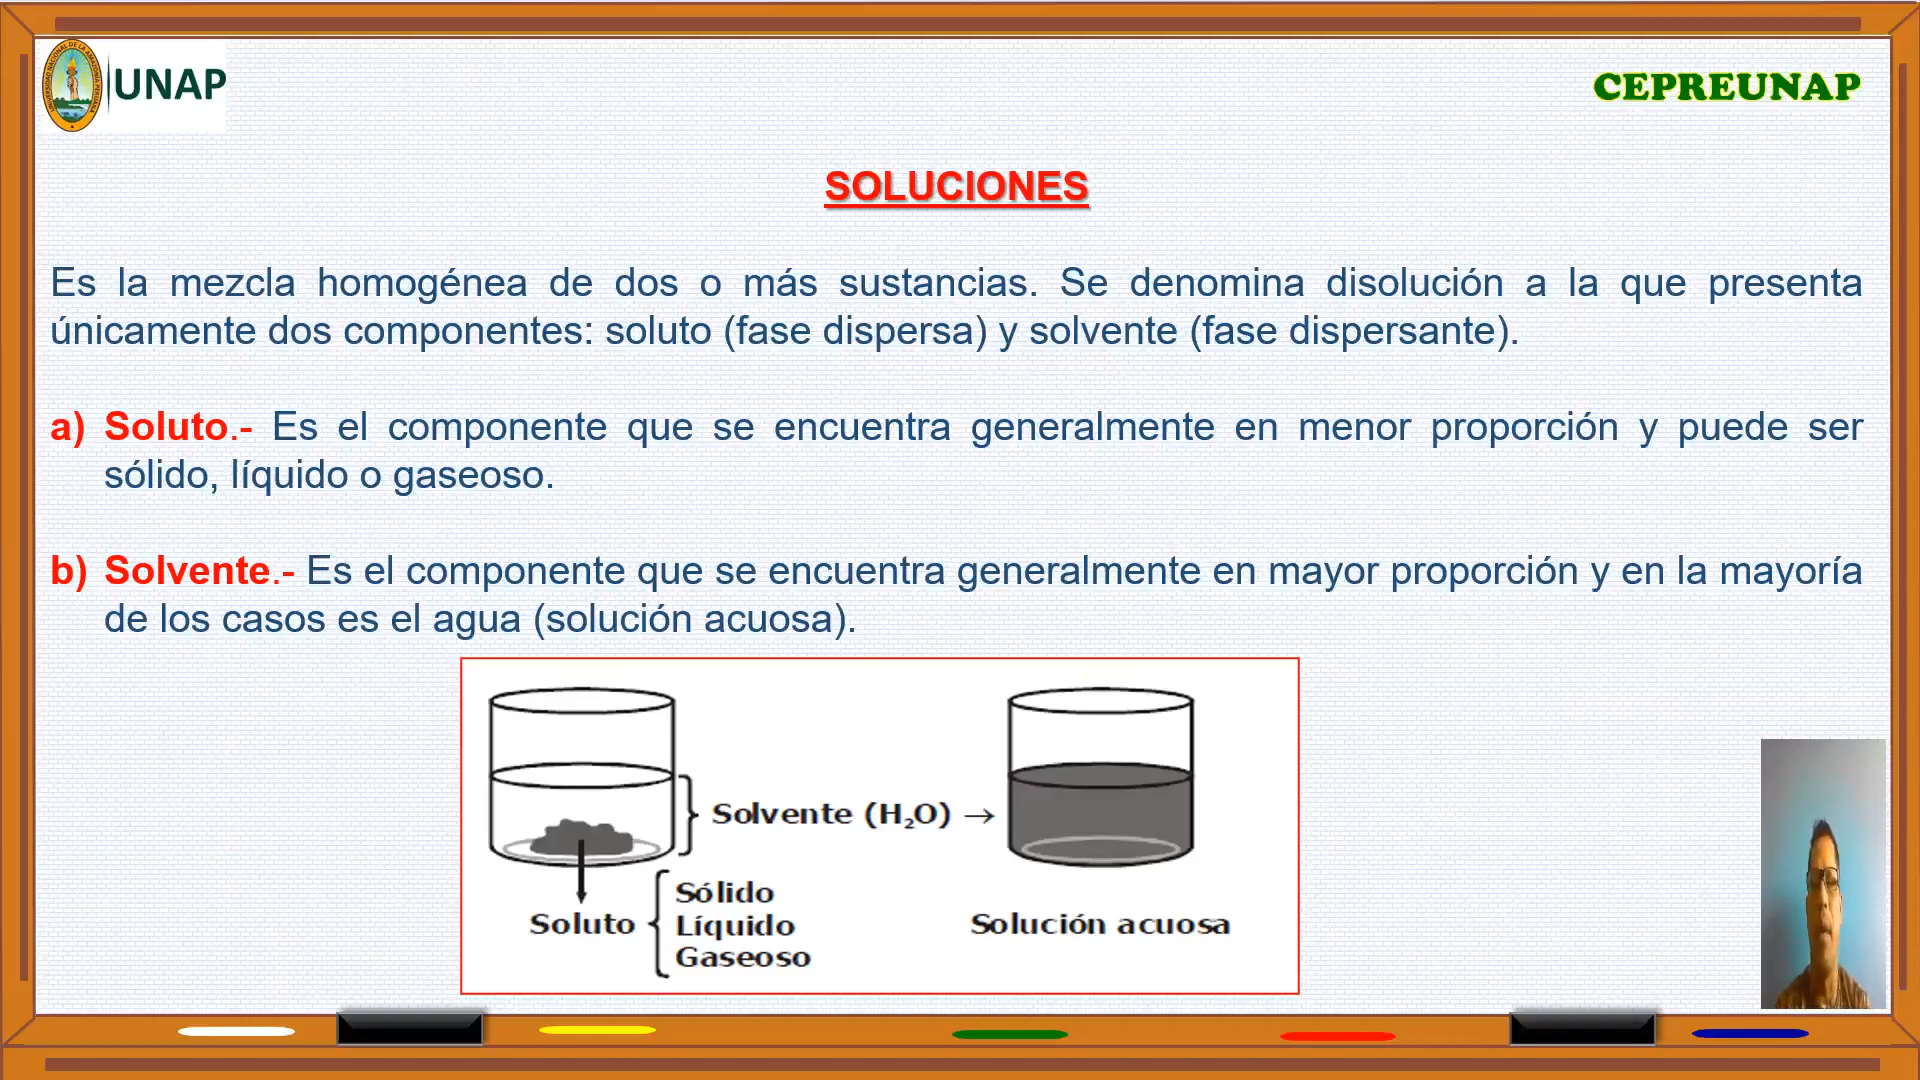 UNAP
CEPREUNAP
SOLUCIONES
Es la mezcla homogénea de dos o más sustancias. Se denomina disolución a la que presenta
únicamente dos componentes: soluto (fase dispersa) y solvente (fase dispersante).
a) Soluto.- Es el componente que se encuentra generalmente en menor proporción y puede ser
sólido, líquido o gaseoso.
b) Solvente.- Es el componente que se encuentra generalmente en mayor proporción y en la mayoría
de los casos es el agua (solución acuosa).
Solvente (H₂O) →
Sólido
Soluto
Líquido
Gaseoso
Solución acuosa